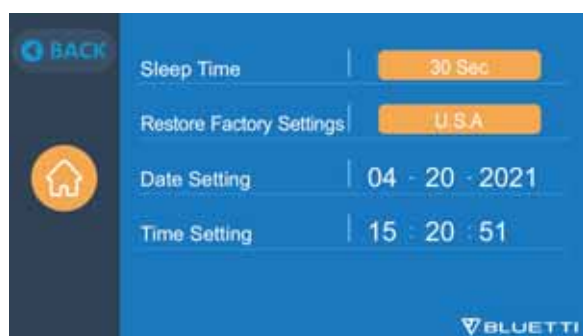 BACK
Sleep Time 30 Sec
Restore Factory Settings U.S.A
Date Setting 04 - 20 - 2021
Time Setting 15 : 20 : 51
BLUETTI